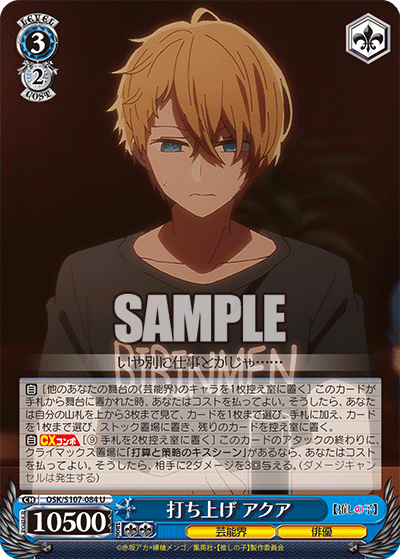 LEVEL
3
2
COST
SAMPLE
いや別に仕事とかじゃ……
自 [他のあなたの舞台の《芸能界》のキャラを1枚控え室に置く] このカードが
手札から舞台に置かれた時、あなたはコストを払ってよい。そうしたら、あなた
は自分の山札を上から3枚まで見て、カードを1枚まで選び、手札に加え、カー
ドを1枚まで選び、ストック置場に置き、残りのカードを控え室に置く。
自 CXコンボ [⑨ 手札を2枚控え室に置く] このカードのアタックの終わりに、
クライマックス置場に「打算と策略のキスシーン」があるなら、あなたはコストを
払ってよい。そうしたら、相手に2ダメージを3回与える。(ダメージキャンセ
ルは発生する)
CH OSK/S107-084 U
打ち上げ アクア
【推しの子】
10500
芸能界
俳優
©赤坂アカ×横槍メンゴ/集英社・【推しの子】製作委員会